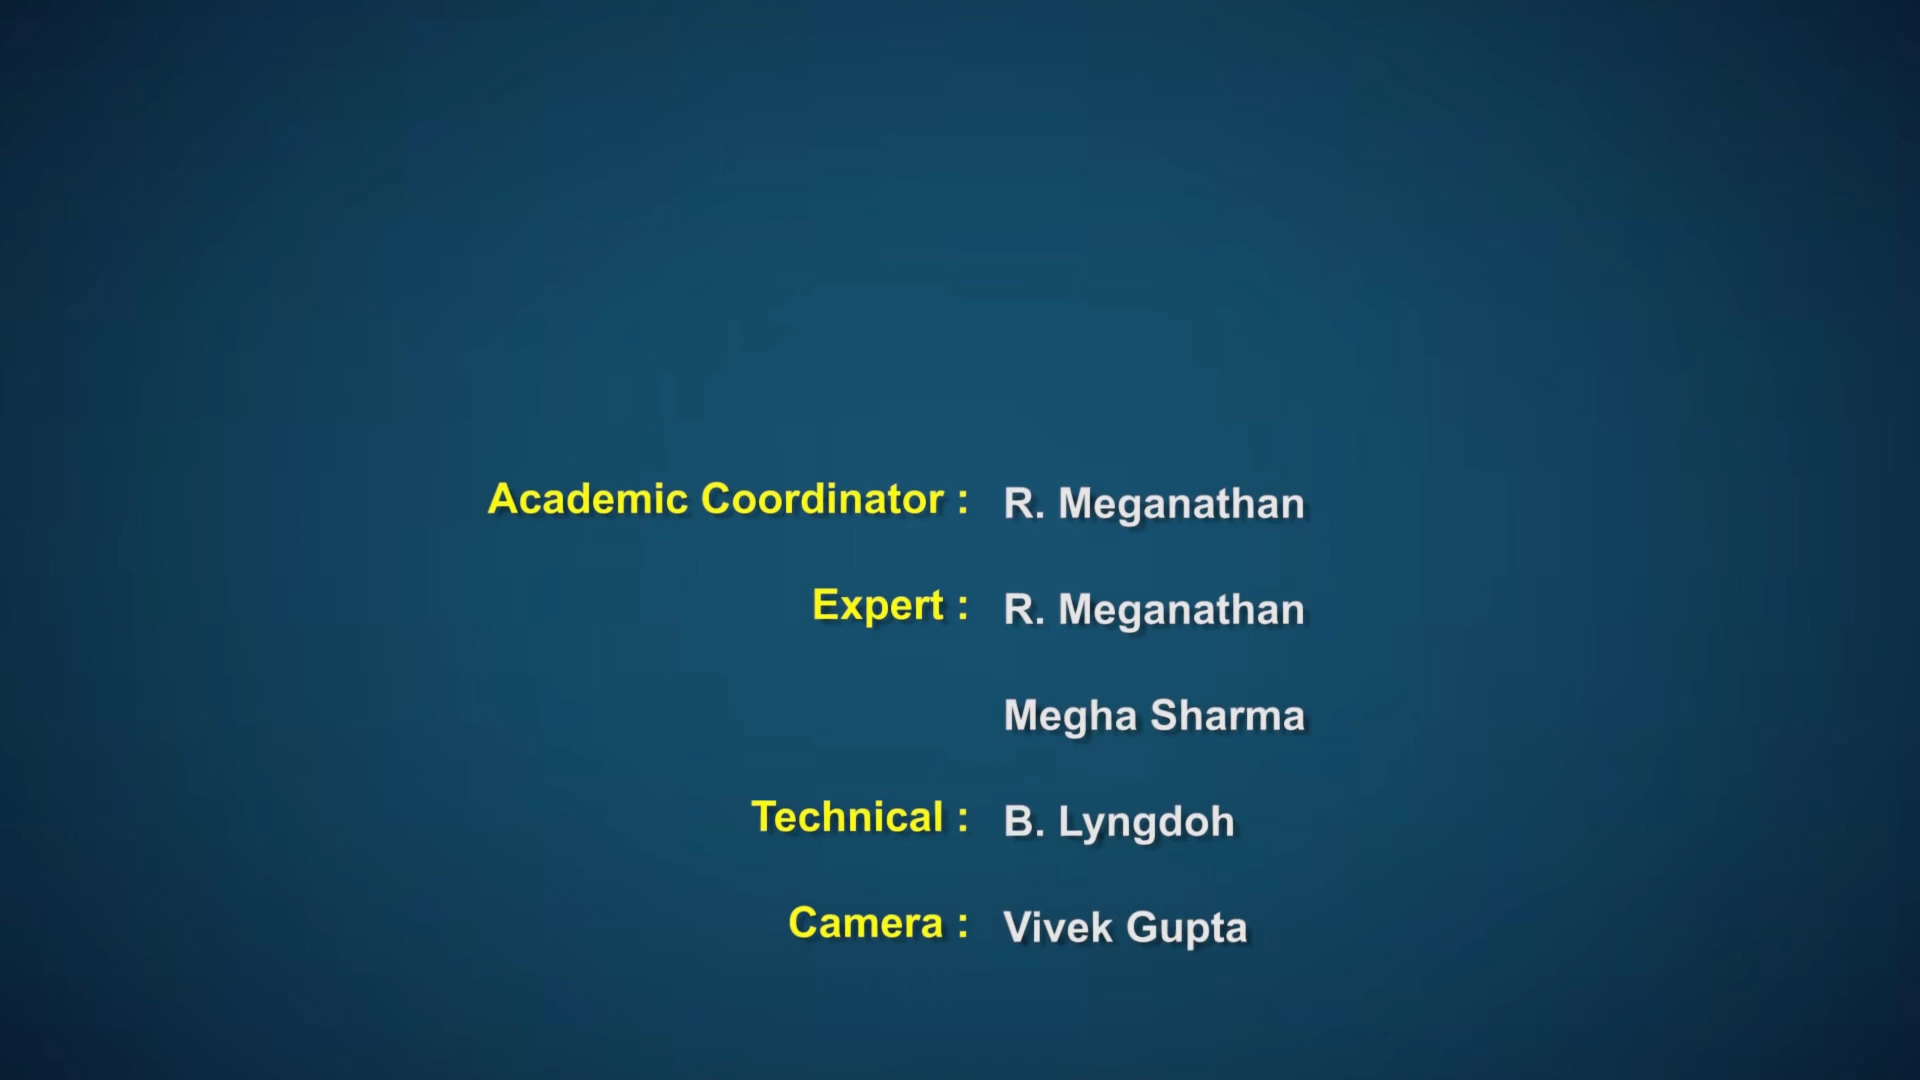 Academic Coordinator : R. Meganathan
Expert : R. Meganathan
Megha Sharma
Technical : B. Lyngdoh
Camera : Vivek Gupta